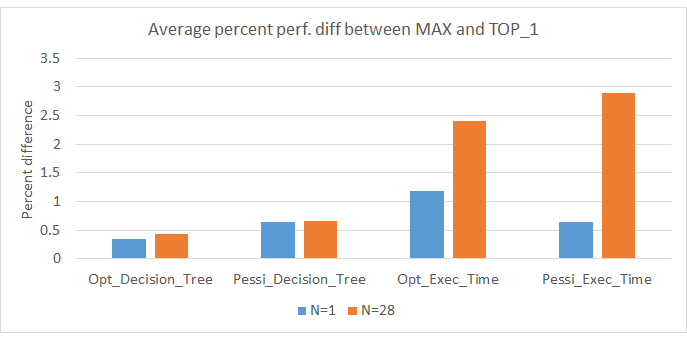 Average percent perf. diff between MAX and TOP_1
3.5
3
2.5
2
1.5
1
0.5
0
Percent difference
Opt_Decision_Tree
Pessi_Decision_Tree
Opt_Exec_Time
Pessi_Exec_Time
N=1
N=28